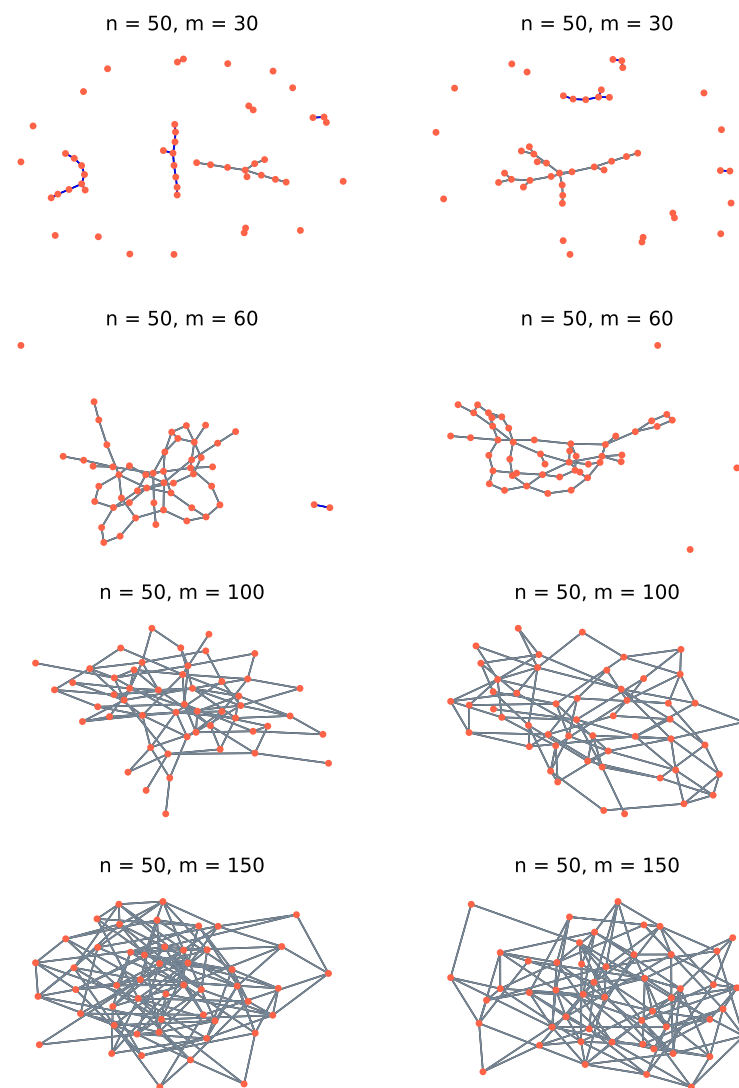 n = 50, m = 30
n = 50, m = 30
n = 50, m = 60
n = 50, m = 60
n = 50, m = 100
n = 50, m = 100
n = 50, m = 150
n = 50, m = 150